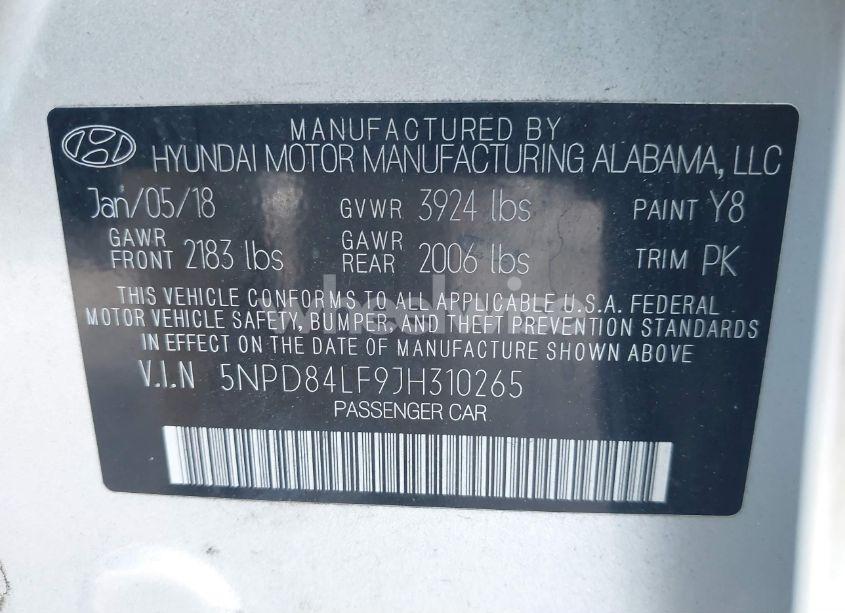 MANUFACTURED BY
HYUNDAI MOTOR MANUFACTURING ALABAMA, LLC
Jan/05/18 GVWR 3924 lbs PAINT Y8
GAWR FRONT 2183 lbs GAWR REAR 2006 lbs TRIM PK
THIS VEHICLE CONFORMS TO ALL APPLICABLE U.S.A. FEDERAL
MOTOR VEHICLE SAFETY, BUMPER, AND THEFT PREVENTION STANDARDS
IN EFFECT ON THE DATE OF MANUFACTURE SHOWN ABOVE
V.I.N 5NPD84LF9JH310265
PASSENGER CAR